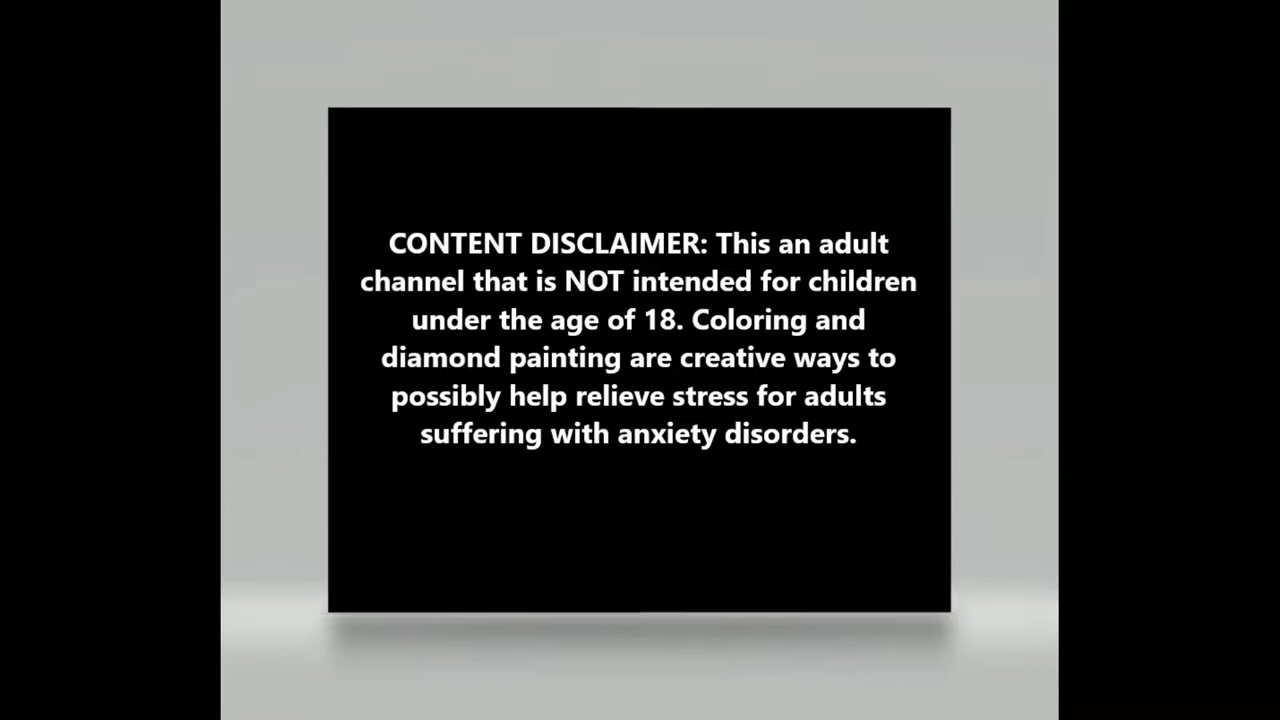 CONTENT DISCLAIMER: This an adult
channel that is NOT intended for children
under the age of 18. Coloring and
diamond painting are creative ways to
possibly help relieve stress for adults
suffering with anxiety disorders.